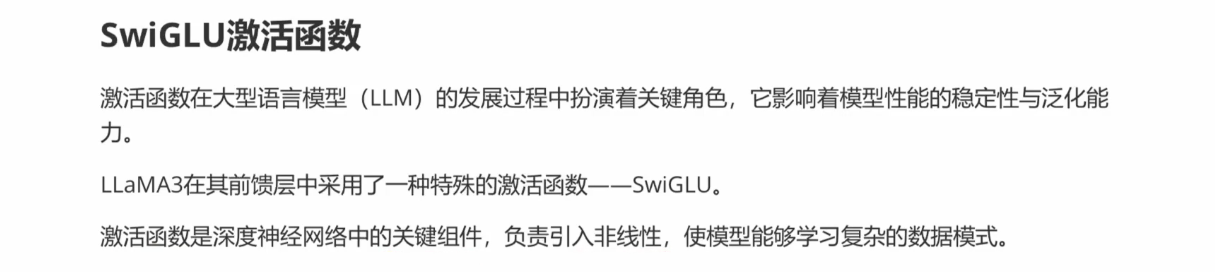 SwiGLU激活函数
激活函数在大型语言模型（LLM）的发展过程中扮演着关键角色，它影响着模型性能的稳定性与泛化能
力。
LLaMA3在其前馈层中采用了一种特殊的激活函数——SwiGLU。
激活函数是深度神经网络中的关键组件，负责引入非线性，使模型能够学习复杂的数据模式。